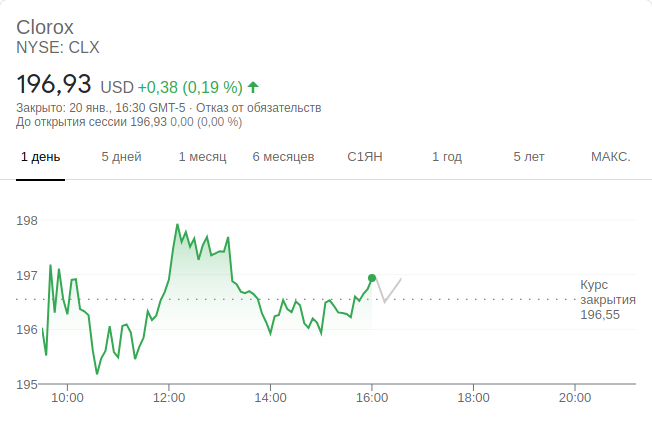 Clorox
NYSE: CLX
196,93 USD +0,38 (0,19 %)
Закрыто: 20 янв., 16:30 GMT-5 · Отказ от обязательств
До открытия сессии 196,93 0,00 (0,00 %)
1 день 5 дней 1 месяц 6 месяцев С1ЯН 1 год 5 лет МАКС.
198
197
Курс
закрытия
196,55
196
195
10:00 12:00 14:00 16:00 18:00 20:00